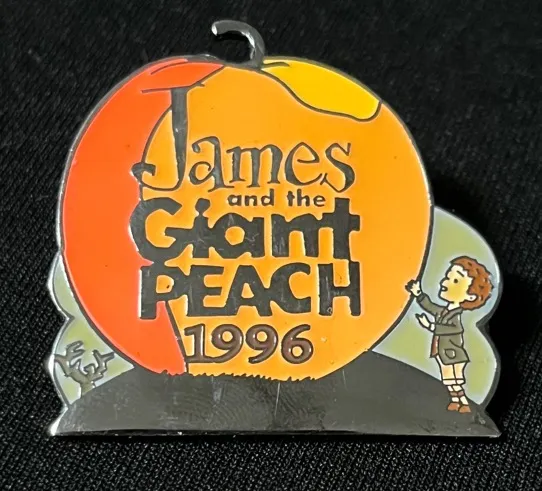 James
and the
Giant
PEACH
1996